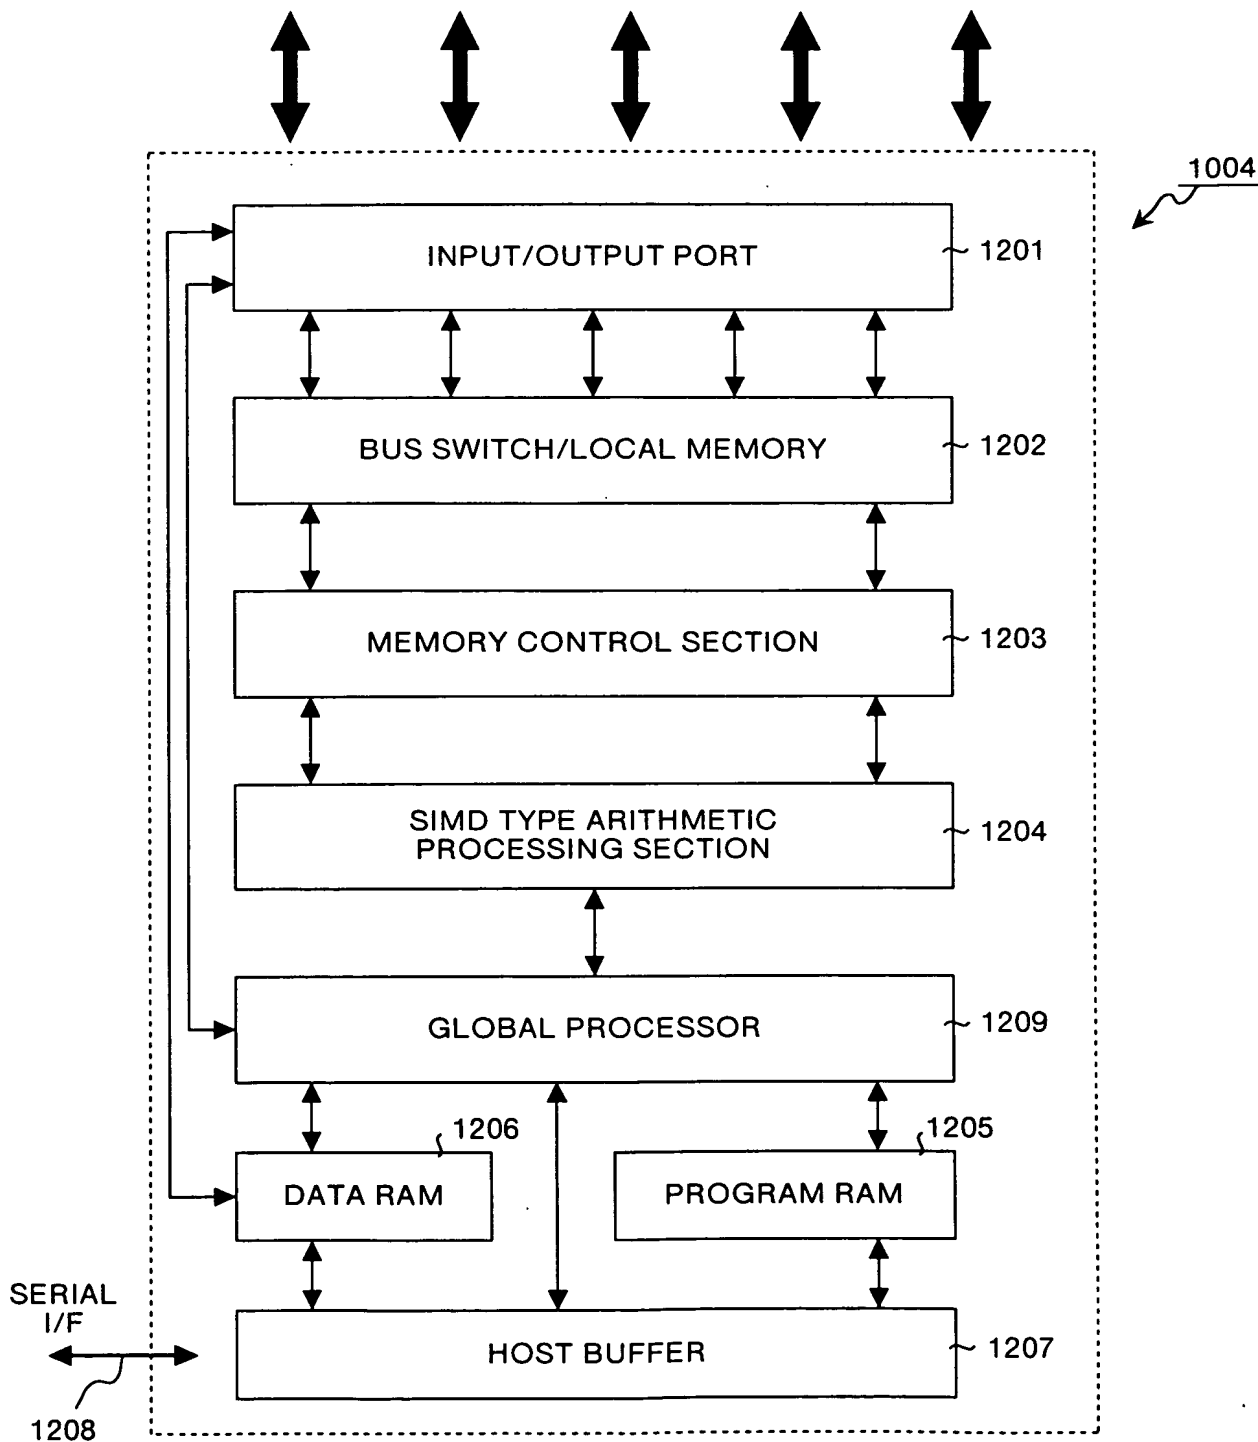 1004
INPUT/OUTPUT PORT
1201
BUS SWITCH/LOCAL MEMORY
1202
MEMORY CONTROL SECTION
1203
SIMD TYPE ARITHMETIC
PROCESSING SECTION
1204
GLOBAL PROCESSOR
1209
1206
1205
DATA RAM
PROGRAM RAM
SERIAL
I/F
HOST BUFFER
1207
1208